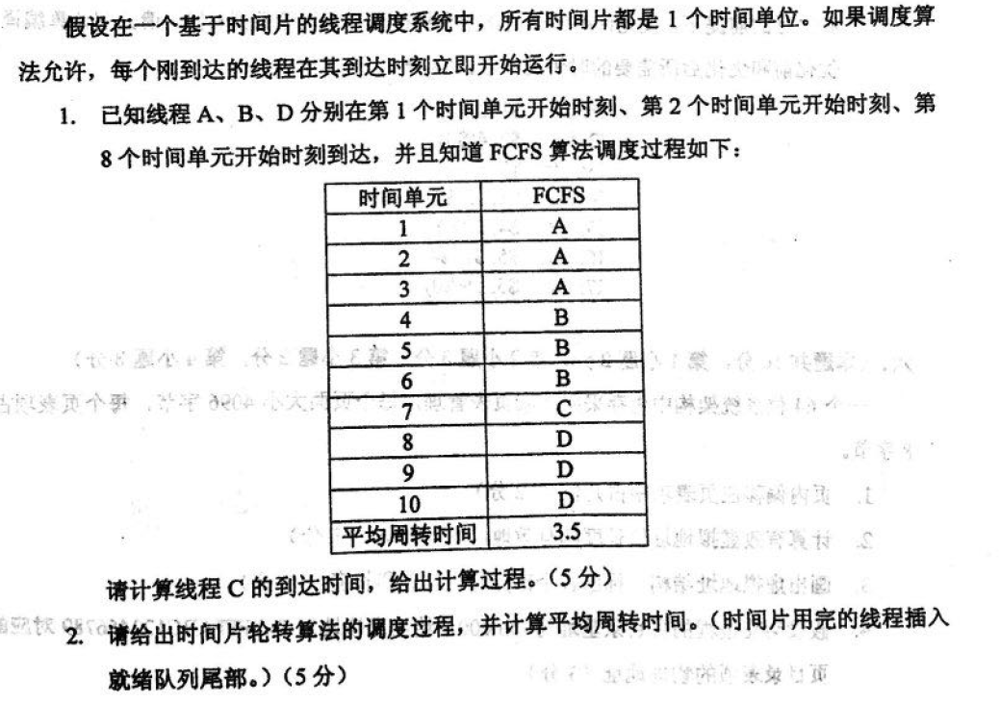 假设在一个基于时间片的线程调度系统中，所有时间片都是 1 个时间单位。如果调度算
法允许，每个刚到达的线程在其到达时刻立即开始运行。
1. 已知线程 A、B、D 分别在第 1 个时间单元开始时刻、第 2 个时间单元开始时刻、第
8 个时间单元开始时刻到达，并且知道 FCFS 算法调度过程如下：
时间单元 FCFS
1 A
2 A
3 A
4 B
5 B
6 B
7 C
8 D
9 D
10 D
平均周转时间 3.5
请计算线程 C 的到达时间，给出计算过程。（5 分）
2. 请给出时间片轮转算法的调度过程，并计算平均周转时间。（时间片用完的线程插入
就绪队列尾部。）（5 分）